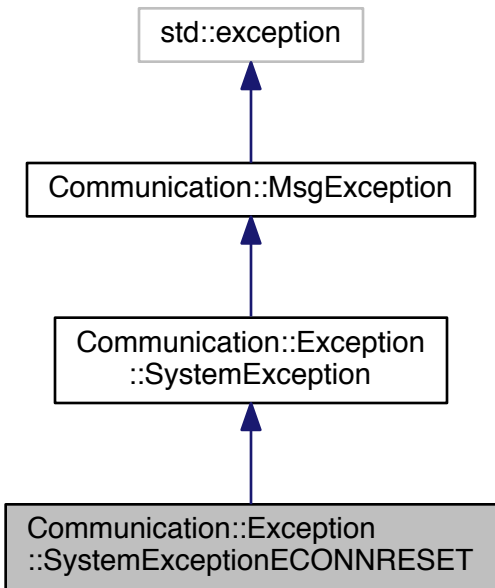 std::exception
Communication::MsgException
Communication::Exception
::SystemException
Communication::Exception
::SystemExceptionECONNRESET